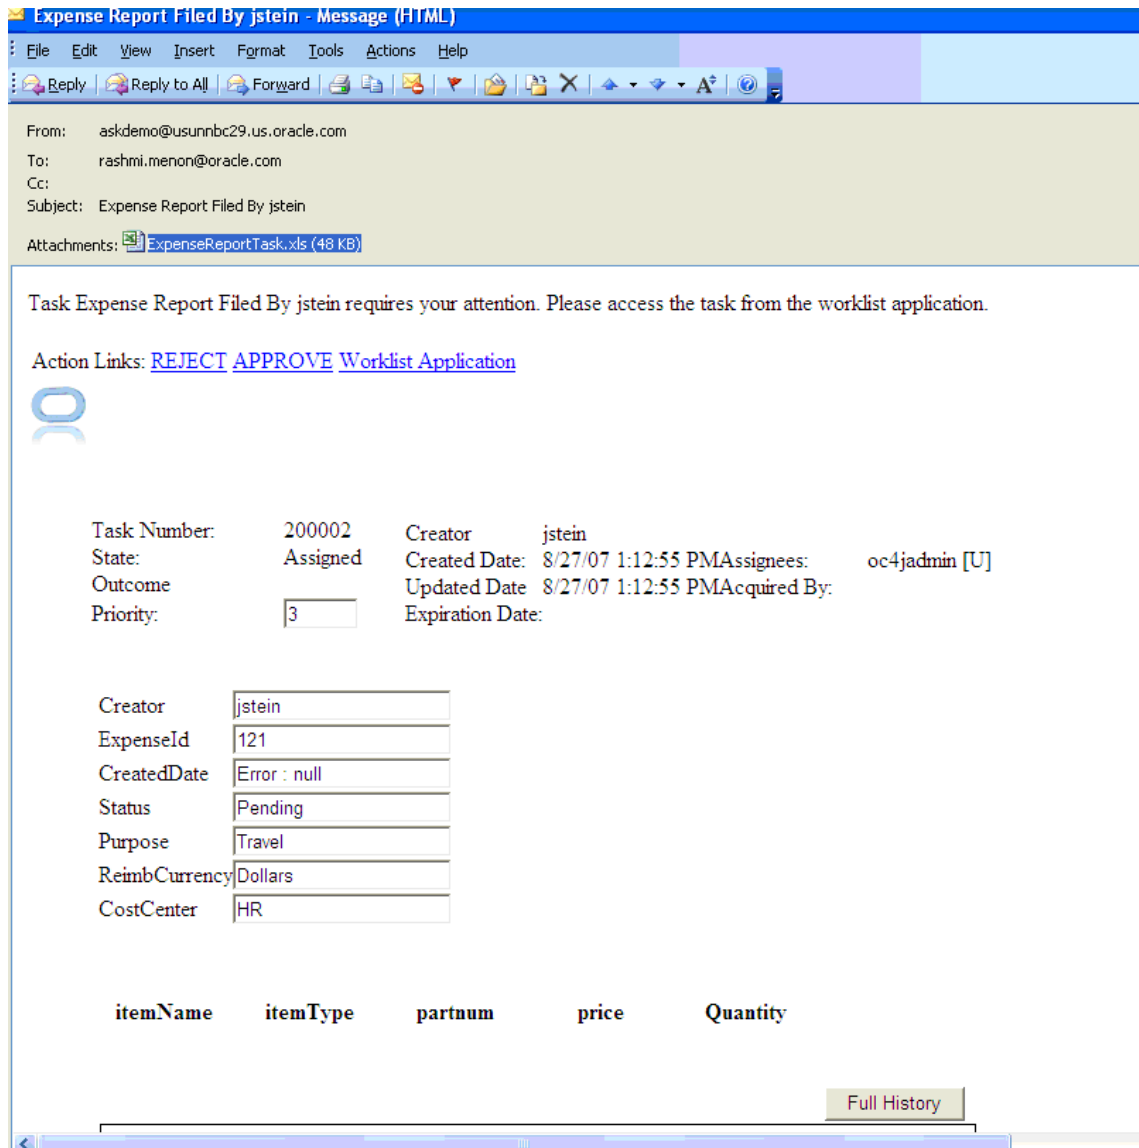 Expense Report Filed By jstein - Message (HTML)
File Edit View Insert Format Tools Actions Help
Reply Reply to All Forward
From: askdemo@usunnbc29.us.oracle.com
To: rashmi.menon@oracle.com
Cc:
Subject: Expense Report Filed By jstein
Attachments: ExpenseReportTask.xls (48 KB)
Task Expense Report Filed By jstein requires your attention. Please access the task from the worklist application.
Action Links: REJECT APPROVE Worklist Application
Task Number: 200002 Creator jstein
State: Assigned Created Date: 8/27/07 1:12:55 PMAssignees: oc4jadmin [U]
Outcome Updated Date 8/27/07 1:12:55 PMAcquired By:
Priority: 3 Expiration Date:
Creator jstein
ExpenseId 121
CreatedDate Error : null
Status Pending
Purpose Travel
ReimbCurrency Dollars
CostCenter HR
itemName itemType partnum price Quantity
Full History